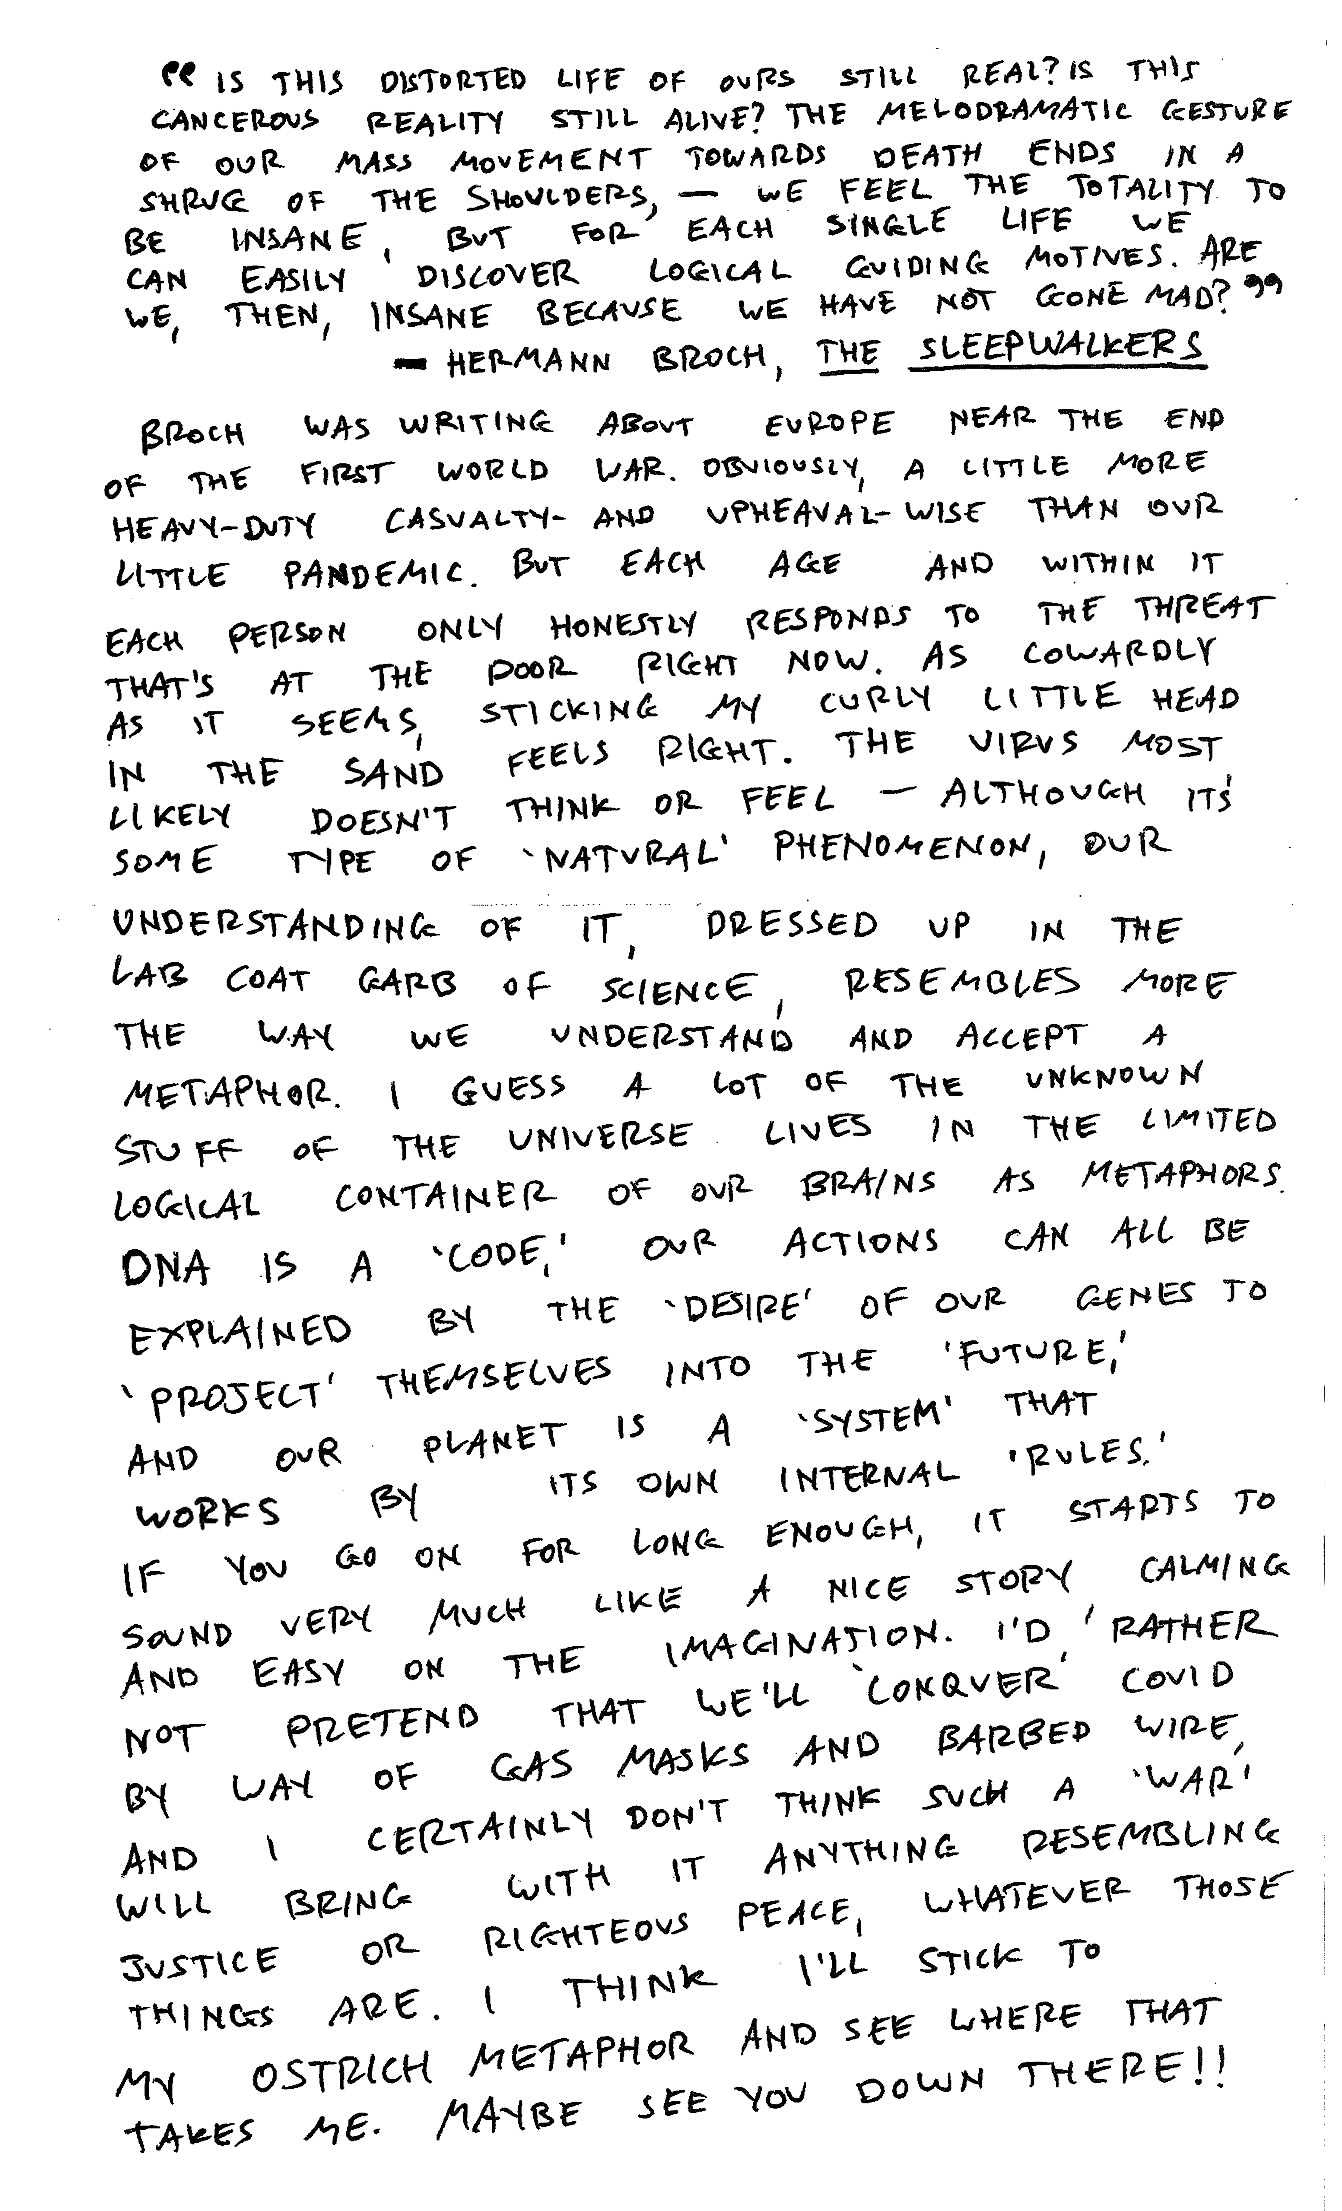 “IS THIS DISTORTED LIFE OF OURS STILL REAL? IS THIS
CANCEROUS REALITY STILL ALIVE? THE MELODRAMATIC GESTURE
OF OUR MASS MOVEMENT TOWARDS DEATH ENDS IN A
SHRUG OF THE SHOULDERS, — WE FEEL THE TOTALITY TO
BE INSANE, BUT FOR EACH SINGLE LIFE WE
CAN EASILY DISCOVER LOGICAL GUIDING MOTIVES. ARE
WE, THEN, INSANE BECAUSE WE HAVE NOT GONE MAD?”
— HERMANN BROCH, THE SLEEPWALKERS
BROCH WAS WRITING ABOUT EUROPE NEAR THE END
OF THE FIRST WORLD WAR. OBVIOUSLY, A LITTLE MORE
HEAVY-DUTY CASUALTY- AND UPHEAVAL-WISE THAN OUR
LITTLE PANDEMIC. BUT EACH AGE AND WITHIN IT
EACH PERSON ONLY HONESTLY RESPONDS TO THE THREAT
THAT'S AT THE DOOR RIGHT NOW. AS COWARDLY
AS IT SEEMS, STICKING MY CURLY LITTLE HEAD
IN THE SAND FEELS RIGHT. THE VIRUS MOST
LIKELY DOESN'T THINK OR FEEL — ALTHOUGH IT'S
SOME TYPE OF 'NATURAL' PHENOMENON, OUR
UNDERSTANDING OF IT, DRESSED UP IN THE
LAB COAT GARB OF SCIENCE, RESEMBLES MORE
THE WAY WE UNDERSTAND AND ACCEPT A
METAPHOR. I GUESS A LOT OF THE UNKNOWN
STUFF OF THE UNIVERSE LIVES IN THE LIMITED
LOGICAL CONTAINER OF OUR BRAINS AS METAPHORS.
DNA IS A 'CODE,' OUR ACTIONS CAN ALL BE
EXPLAINED BY THE 'DESIRE' OF OUR GENES TO
'PROJECT' THEMSELVES INTO THE 'FUTURE,'
AND OUR PLANET IS A 'SYSTEM' THAT
WORKS BY ITS OWN INTERNAL 'RULES.'
IF YOU GO ON FOR LONG ENOUGH, IT STARTS TO
SOUND VERY MUCH LIKE A NICE STORY CALMING
AND EASY ON THE IMAGINATION. I'D RATHER
NOT PRETEND THAT WE'LL 'CONQUER' COVID
BY WAY OF GAS MASKS AND BARBED WIRE,
AND I CERTAINLY DON'T THINK SUCH A 'WAR'
WILL BRING WITH IT ANYTHING RESEMBLING
JUSTICE OR RIGHTEOUS PEACE, WHATEVER THOSE
THINGS ARE. I THINK I'LL STICK TO
MY OSTRICH METAPHOR AND SEE WHERE THAT
TAKES ME. MAYBE SEE YOU DOWN THERE!!